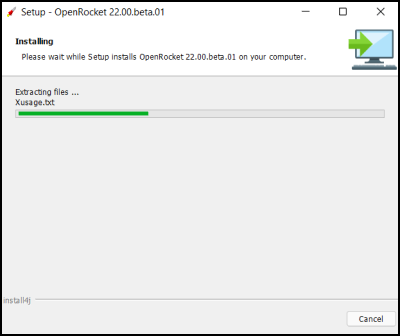 Setup - OpenRocket 22.00.beta.01
Installing
Please wait while Setup installs OpenRocket 22.00.beta.01 on your computer.
Extracting files ...
Xusage.txt
install4j
Cancel